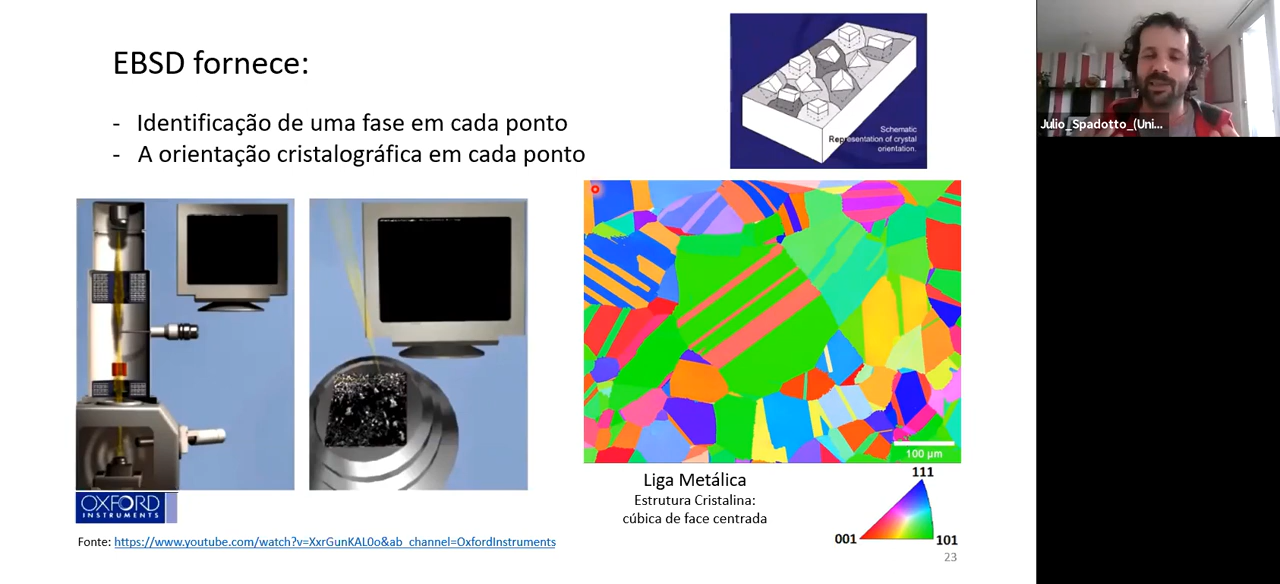 EBSD fornece:
- Identificação de uma fase em cada ponto
- A orientação cristalográfica em cada ponto
Schematic
Representation of crystal
orientation.
Julio_Spadotto_(Uni...
100 µm
OXFORD
INSTRUMENTS
Liga Metálica
Estrutura Cristalina:
cúbica de face centrada
111
001
101
Fonte: https://www.youtube.com/watch?v=XxrGunKAL0o&ab_channel=OxfordInstruments
23